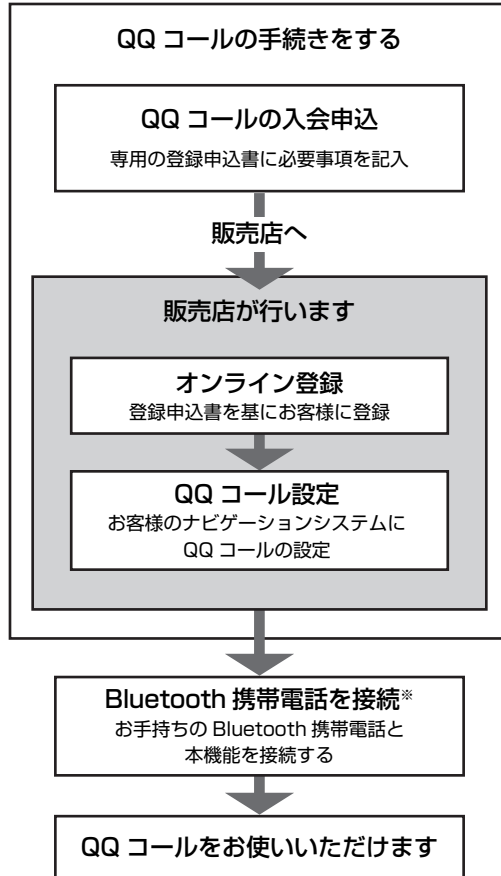 QQ コールの手続きをする
QQ コールの入会申込
専用の登録申込書に必要事項を記入
販売店へ
販売店が行います
オンライン登録
登録申込書を基にお客様に登録
QQ コール設定
お客様のナビゲーションシステムに
QQ コールの設定
Bluetooth 携帯電話を接続※
お手持ちの Bluetooth 携帯電話と
本機能を接続する
QQ コールをお使いいただけます